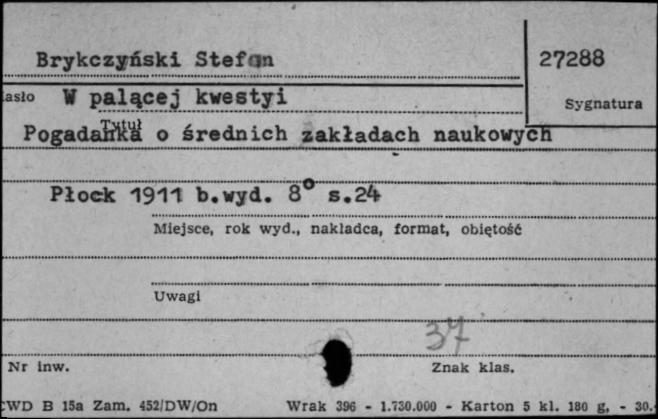 Brykczyński Stefan
27288
asło W palącej kwestyi
Sygnatura
Tytuł
Pogadanka o średnich zakładach naukowych
Płock 1911 b.wyd. 8° s.24
Miejsce, rok wyd., nakladca, format, obiętość
Uwagi
37
Nr inw.
Znak klas.
CWD B 15a Zam. 452/DW/On Wrak 396 - 1.730.000 - Karton 5 kl. 180 g. - 30.